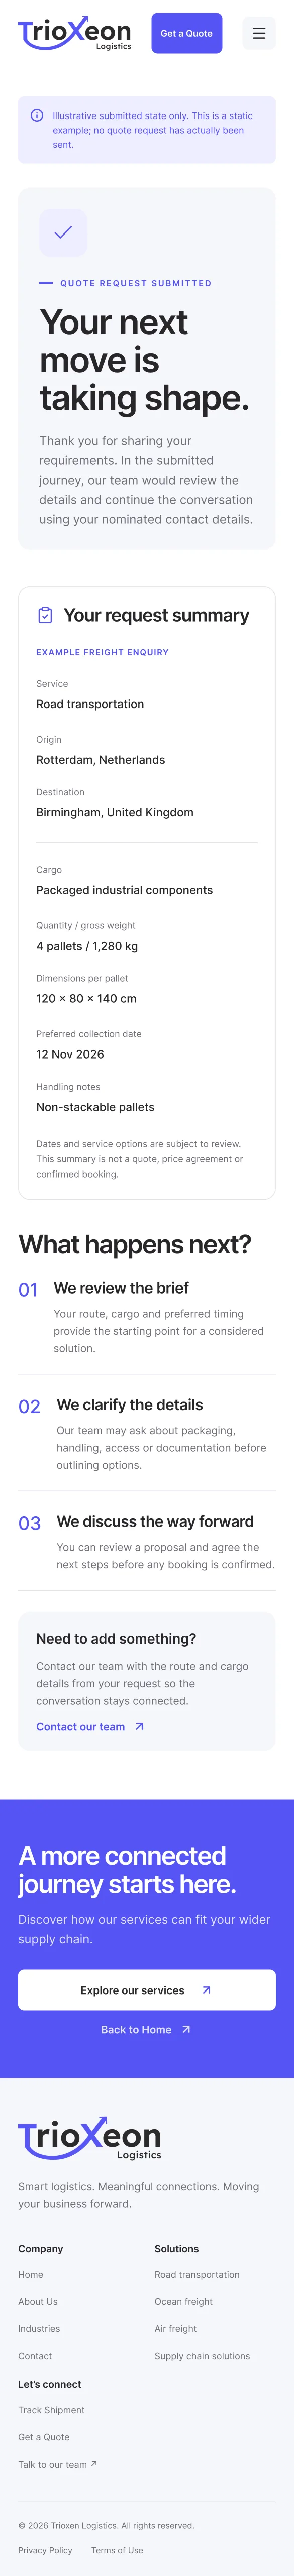 TrioXeon
Logistics
Get a Quote
Illustrative submitted state only. This is a static
example; no quote request has actually been
sent.
QUOTE REQUEST SUBMITTED
Your next
move is
taking shape.
Thank you for sharing your
requirements. In the submitted
journey, our team would review the
details and continue the conversation
using your nominated contact details.
Your request summary
EXAMPLE FREIGHT ENQUIRY
Service
Road transportation
Origin
Rotterdam, Netherlands
Destination
Birmingham, United Kingdom
Cargo
Packaged industrial components
Quantity / gross weight
4 pallets / 1,280 kg
Dimensions per pallet
120 × 80 × 140 cm
Preferred collection date
12 Nov 2026
Handling notes
Non-stackable pallets
Dates and service options are subject to review.
This summary is not a quote, price agreement or
confirmed booking.
What happens next?
01 We review the brief
Your route, cargo and preferred timing
provide the starting point for a considered
solution.
02 We clarify the details
Our team may ask about packaging,
handling, access or documentation before
outlining options.
03 We discuss the way forward
You can review a proposal and agree the
next steps before any booking is confirmed.
Need to add something?
Contact our team with the route and cargo
details from your request so the
conversation stays connected.
Contact our team ↗
A more connected
journey starts here.
Discover how our services can fit your wider
supply chain.
Explore our services ↗
Back to Home ↗
TrioXeon
Logistics
Smart logistics. Meaningful connections. Moving
your business forward.
Company
Home
About Us
Industries
Contact
Solutions
Road transportation
Ocean freight
Air freight
Supply chain solutions
Let's connect
Track Shipment
Get a Quote
Talk to our team ↗
© 2026 Trioxen Logistics. All rights reserved.
Privacy Policy Terms of Use